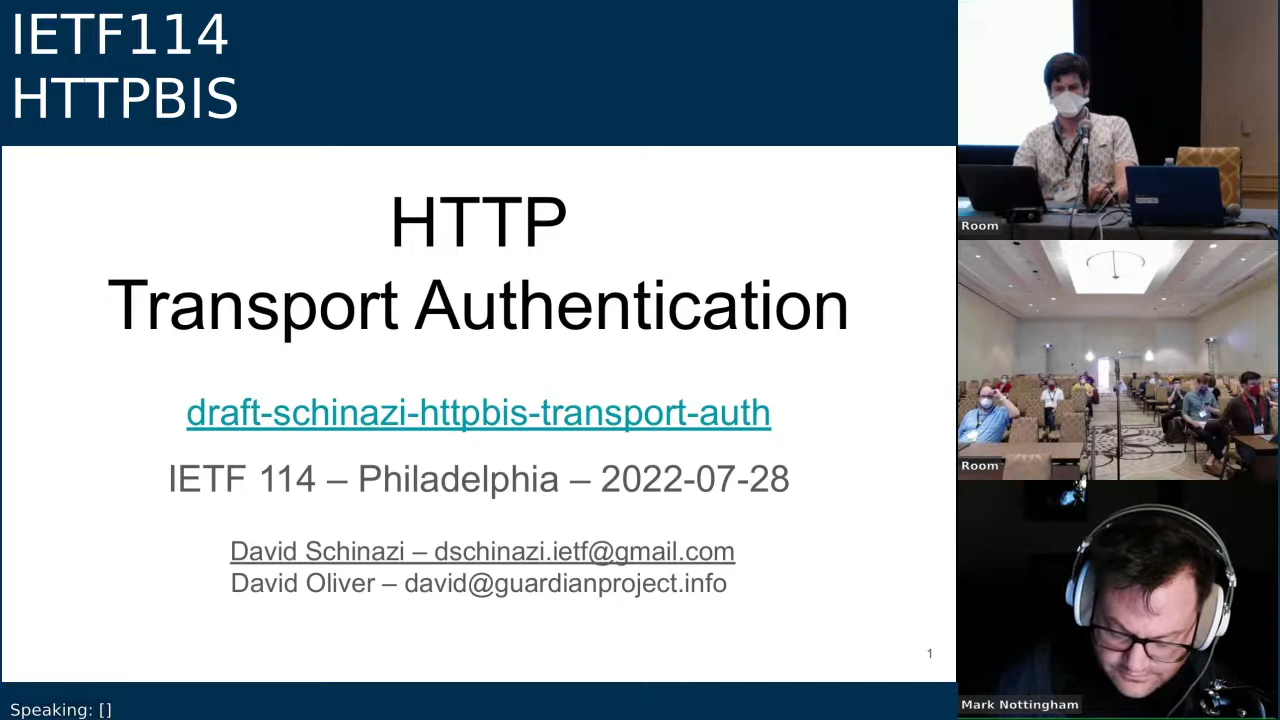 IETF114
HTTPBIS
HTTP
Transport Authentication
draft-schinazi-httpbis-transport-auth
IETF 114 – Philadelphia – 2022-07-28
David Schinazi – dschinazi.ietf@gmail.com
David Oliver – david@guardianproject.info
1
Speaking: []
Room
Room
Mark Nottingham